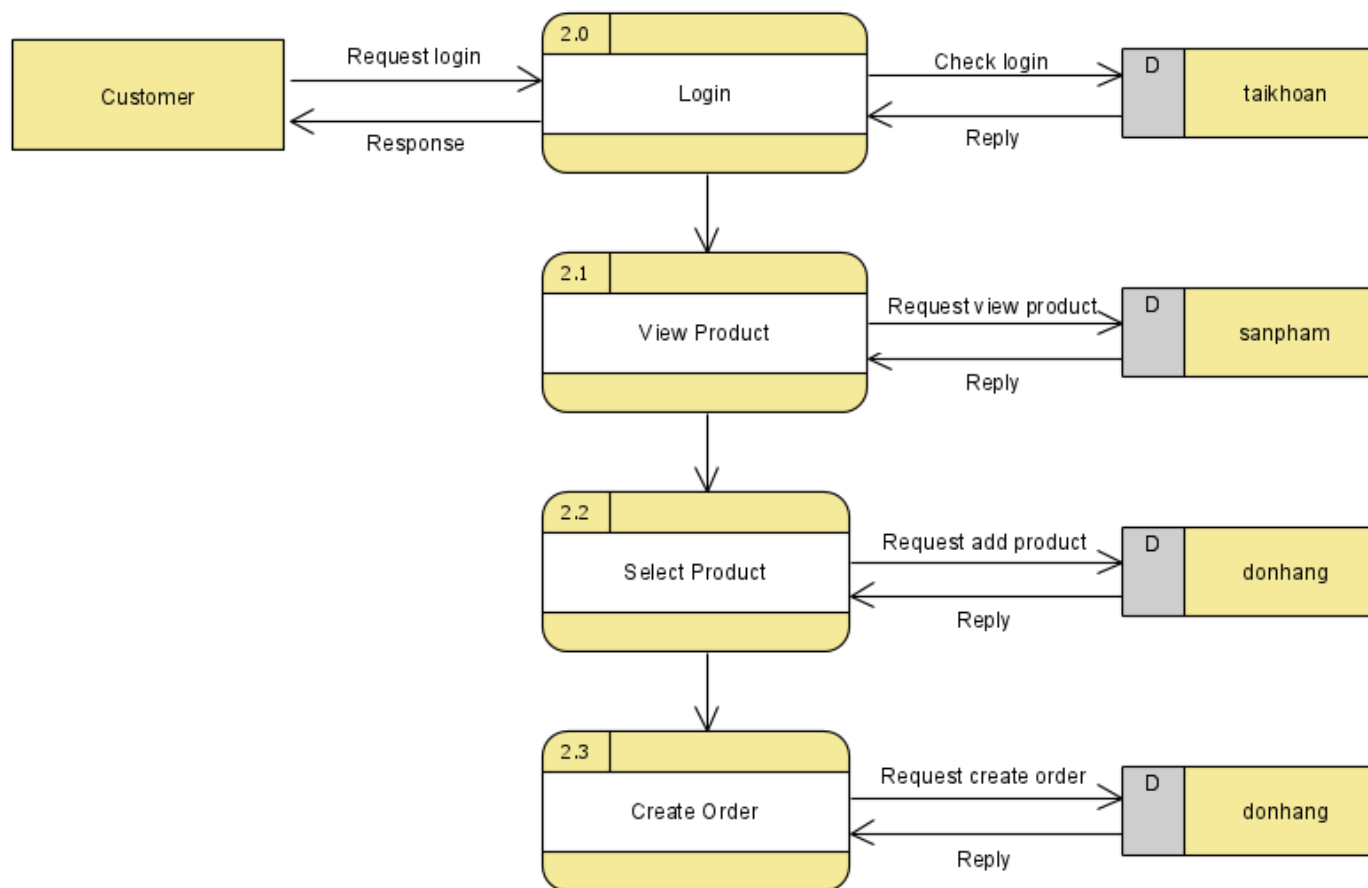 2.0
Request login
Check login
D
Customer
Login
taikhoan
Response
Reply
2.1
Request view product
D
View Product
sanpham
Reply
2.2
Request add product
D
Select Product
donhang
Reply
2.3
Request create order
D
Create Order
donhang
Reply